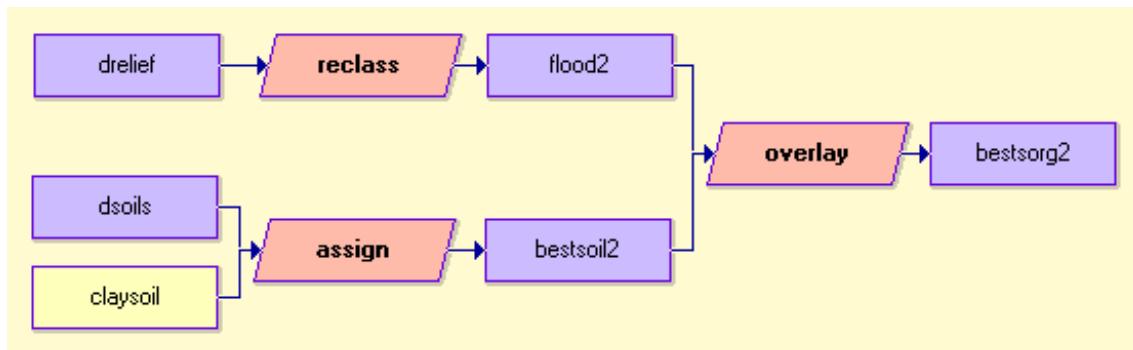 drelief
reclass
flood2
overlay
bestsorg2
dsoils
assign
bestsoil2
claysoil